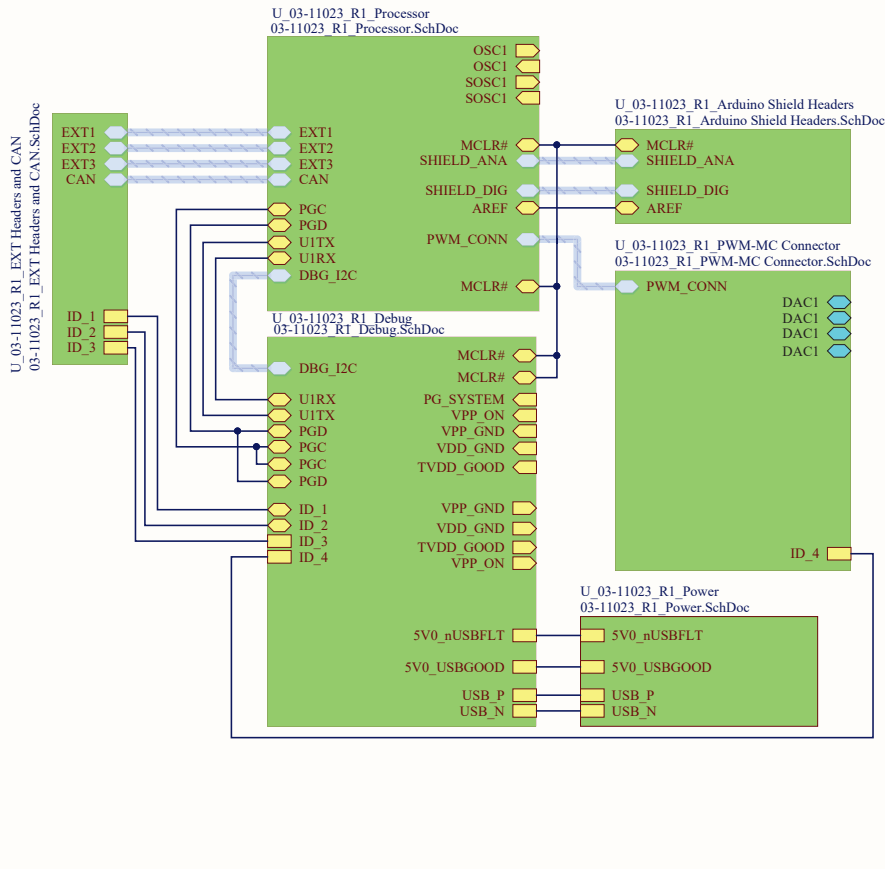 U_03-11023_R1_Processor
03-11023_R1_Processor.SchDoc
OSC1
OSC1
SOSC1
SOSC1
EXT1
EXT2
EXT3
CAN
MCLR#
SHIELD_ANA
SHIELD_DIG
AREF
PWM_CONN
MCLR#
PGC
PGD
U1TX
U1RX
DBG_I2C
U_03-11023_R1_EXT Headers and CAN
03-11023_R1_EXT Headers and CAN.SchDoc
EXT1
EXT2
EXT3
CAN
ID_1
ID_2
ID_3
U_03-11023_R1_Arduino Shield Headers
03-11023_R1_Arduino Shield Headers.SchDoc
MCLR#
SHIELD_ANA
SHIELD_DIG
AREF
U_03-11023_R1_PWM-MC Connector
03-11023_R1_PWM-MC Connector.SchDoc
PWM_CONN
DAC1
DAC1
DAC1
DAC1
ID_4
U_03-11023_R1_Debug
03-11023_R1_Debug.SchDoc
DBG_I2C
U1RX
U1TX
PGD
PGC
PGC
PGD
ID_1
ID_2
ID_3
ID_4
MCLR#
MCLR#
PG_SYSTEM
VPP_ON
VPP_GND
VDD_GND
TVDD_GOOD
VPP_GND
VDD_GND
TVDD_GOOD
VPP_ON
5V0_nUSBFLT
5V0_USBGOOD
USB_P
USB_N
U_03-11023_R1_Power
03-11023_R1_Power.SchDoc
5V0_nUSBFLT
5V0_USBGOOD
USB_P
USB_N